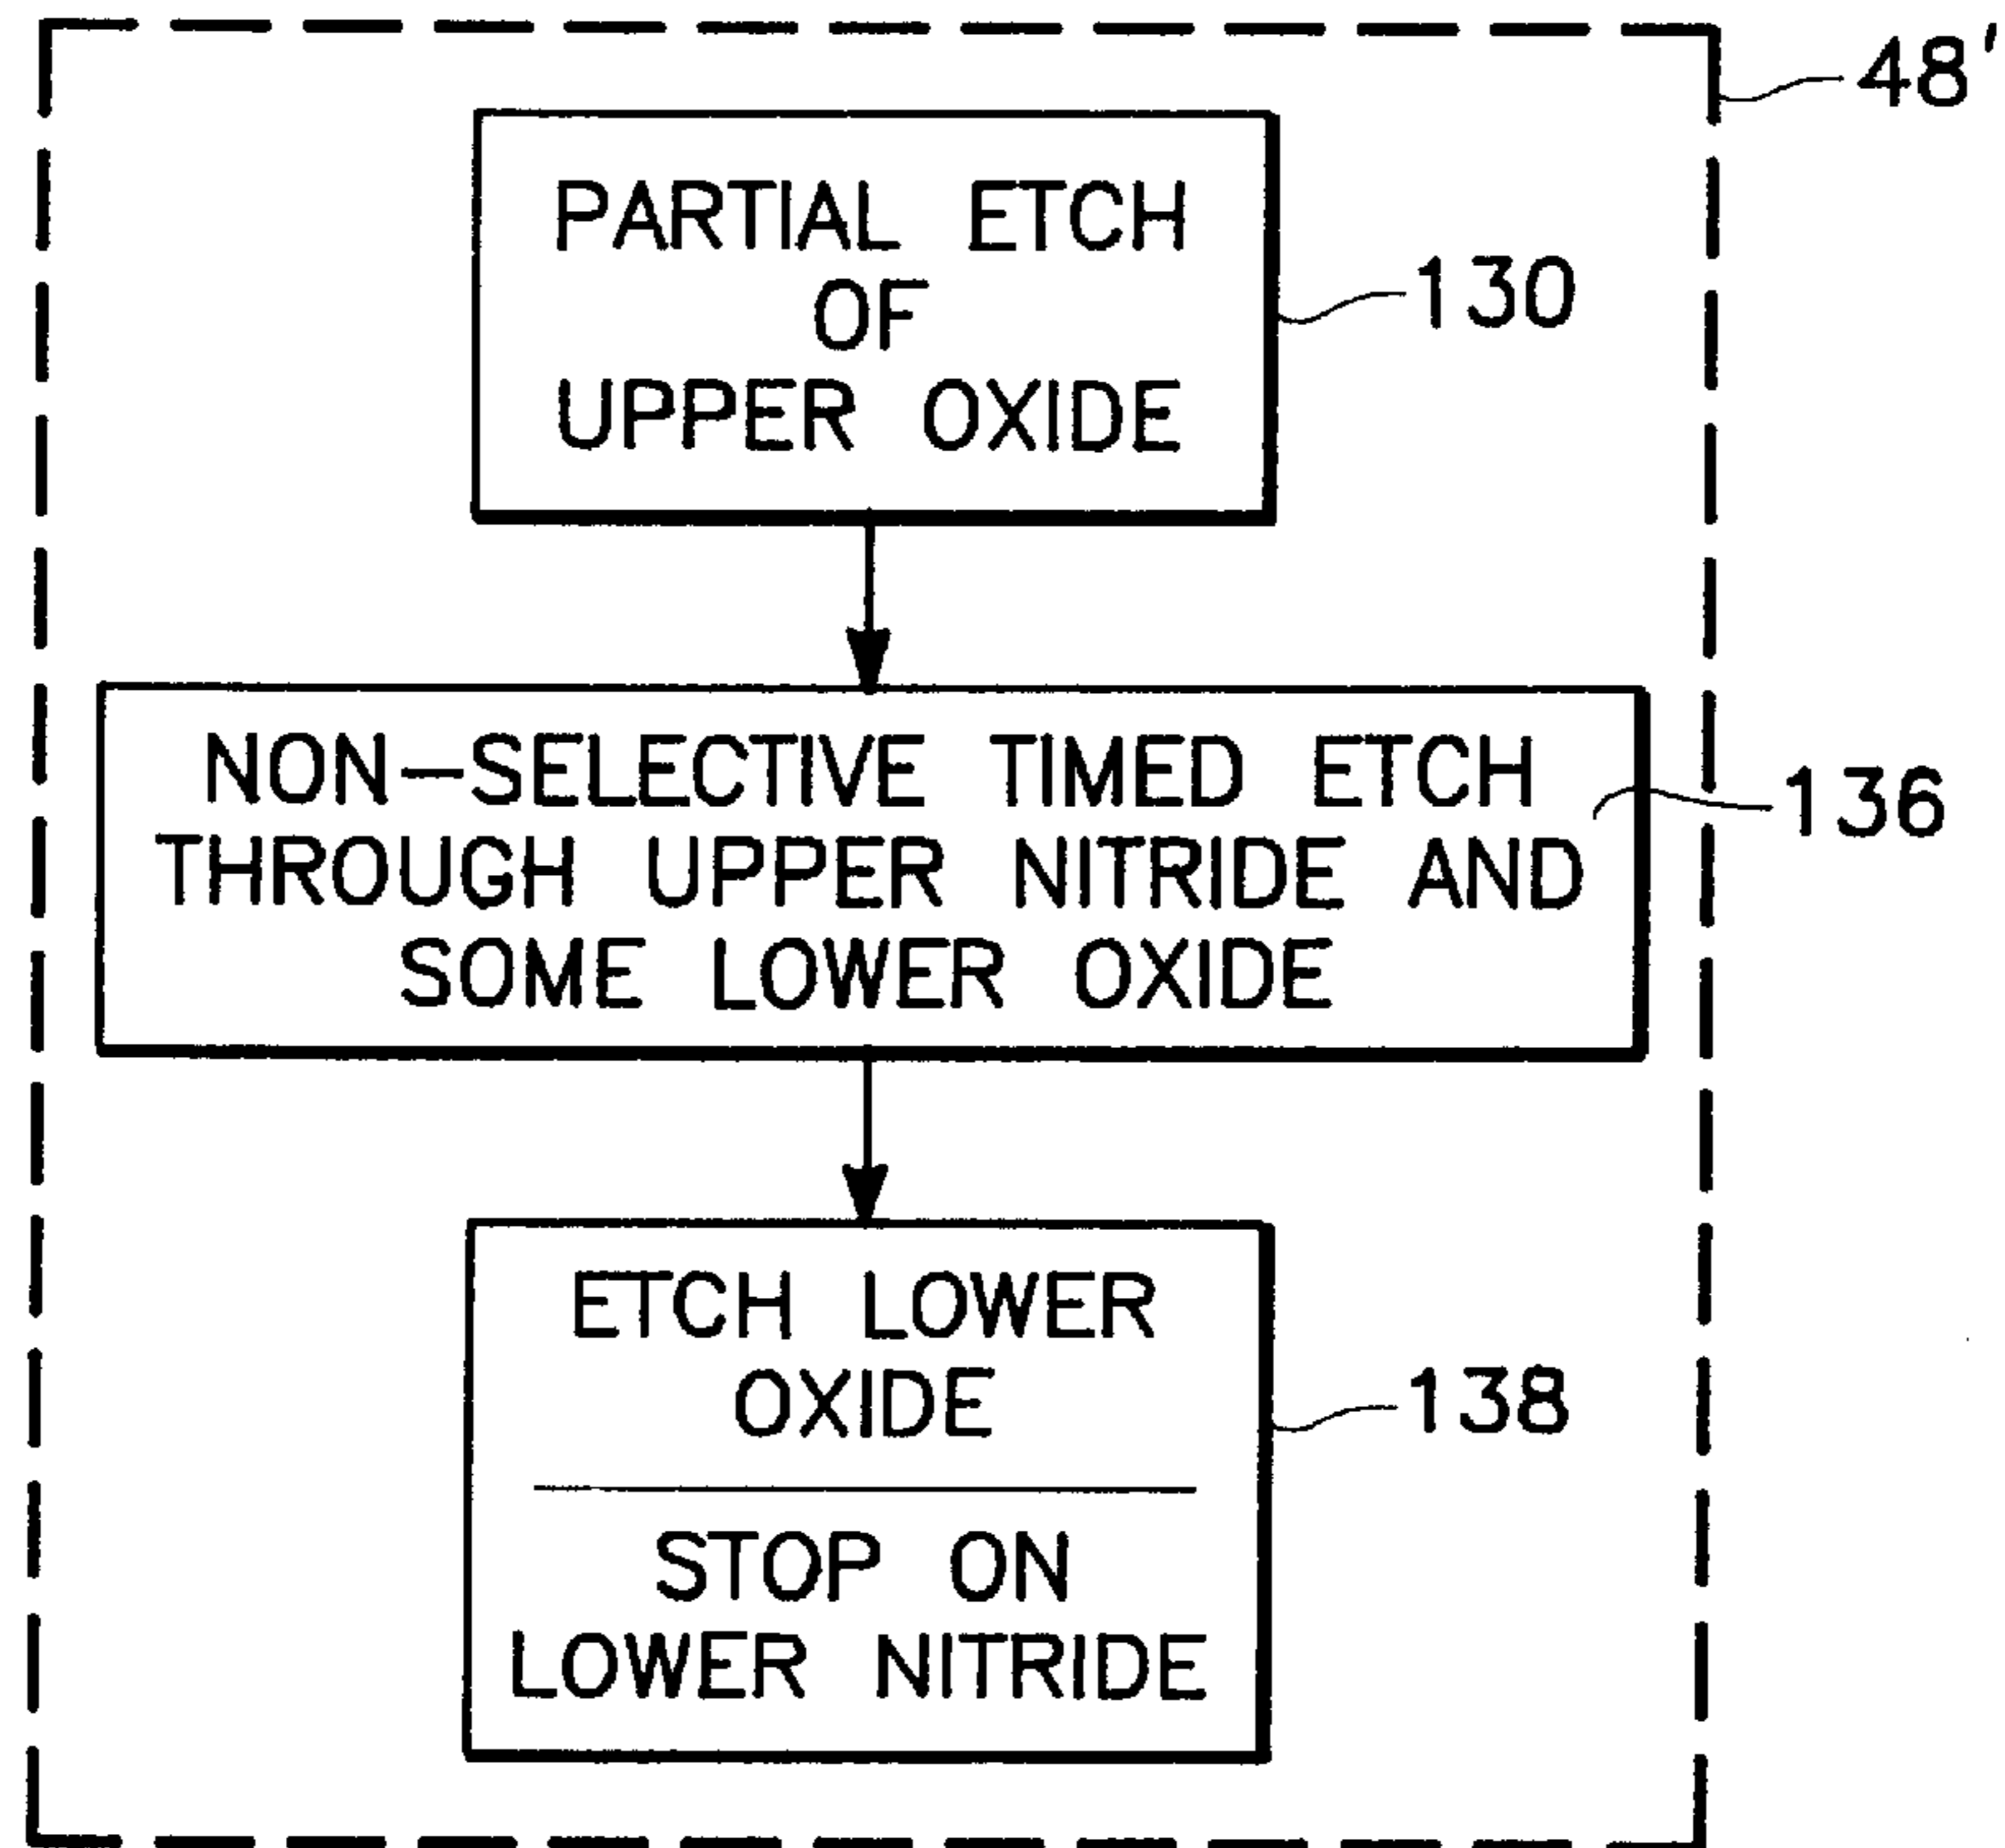 48'
PARTIAL ETCH
OF
UPPER OXIDE
130
NON—SELECTIVE TIMED ETCH
THROUGH UPPER NITRIDE AND
SOME LOWER OXIDE
136
ETCH LOWER
OXIDE
138
STOP ON
LOWER NITRIDE